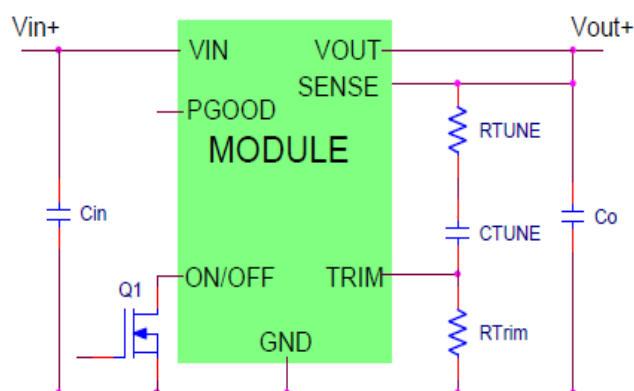 Vin+
Vout+
VIN
VOUT
SENSE
PGOOD
RTUNE
MODULE
Cin
CTUNE
Co
ON/OFF
TRIM
Q1
RTrim
GND